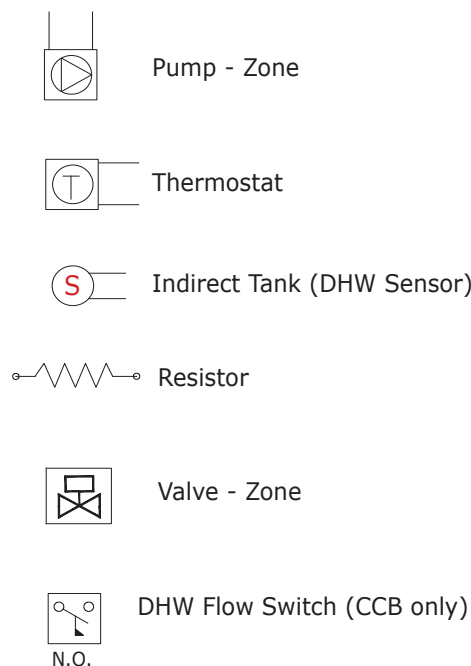 Pump - Zone
T
Thermostat
S
Indirect Tank (DHW Sensor)
Resistor
Valve - Zone
DHW Flow Switch (CCB only)
N.O.